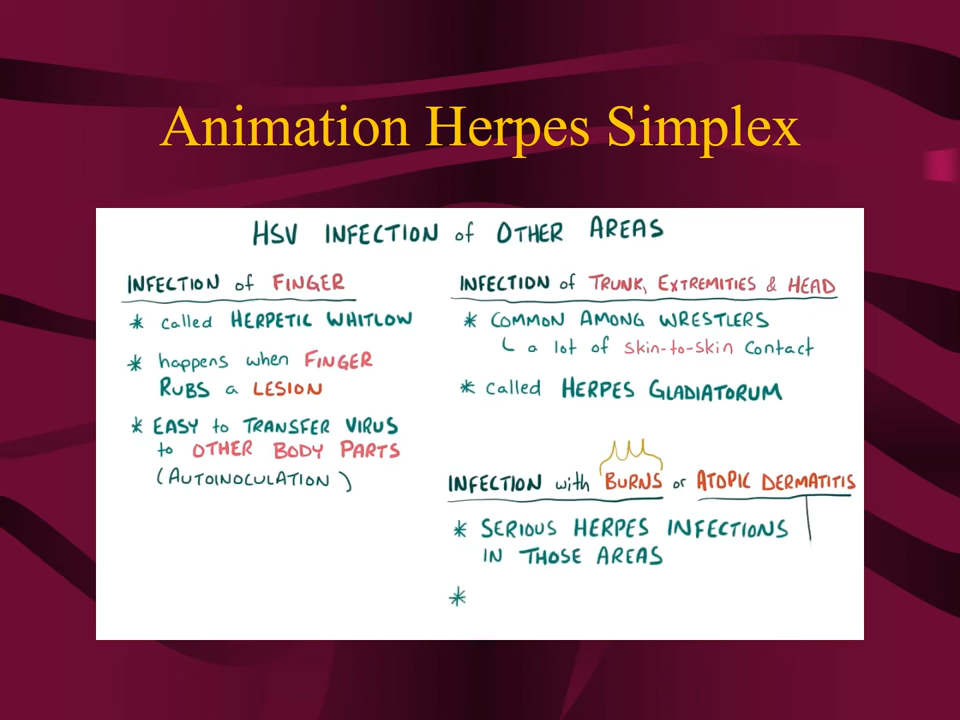 Animation Herpes Simplex
HSV INFECTION of OTHER AREAS
INFECTION of FINGER
* called HERPETIC WHITLOW
* happens when FINGER
RUBS a LESION
* EASY to TRANSFER VIRUS
to OTHER BODY PARTS
(AUTOINOCULATION)
INFECTION of TRUNK, EXTREMITIES & HEAD
* COMMON AMONG WRESTLERS
└ a lot of SKIN-to-SKIN contact
* called HERPES GLADIATORUM
INFECTION with BURNS or ATOPIC DERMATITIS
* SERIOUS HERPES INFECTIONS
IN THOSE AREAS
*